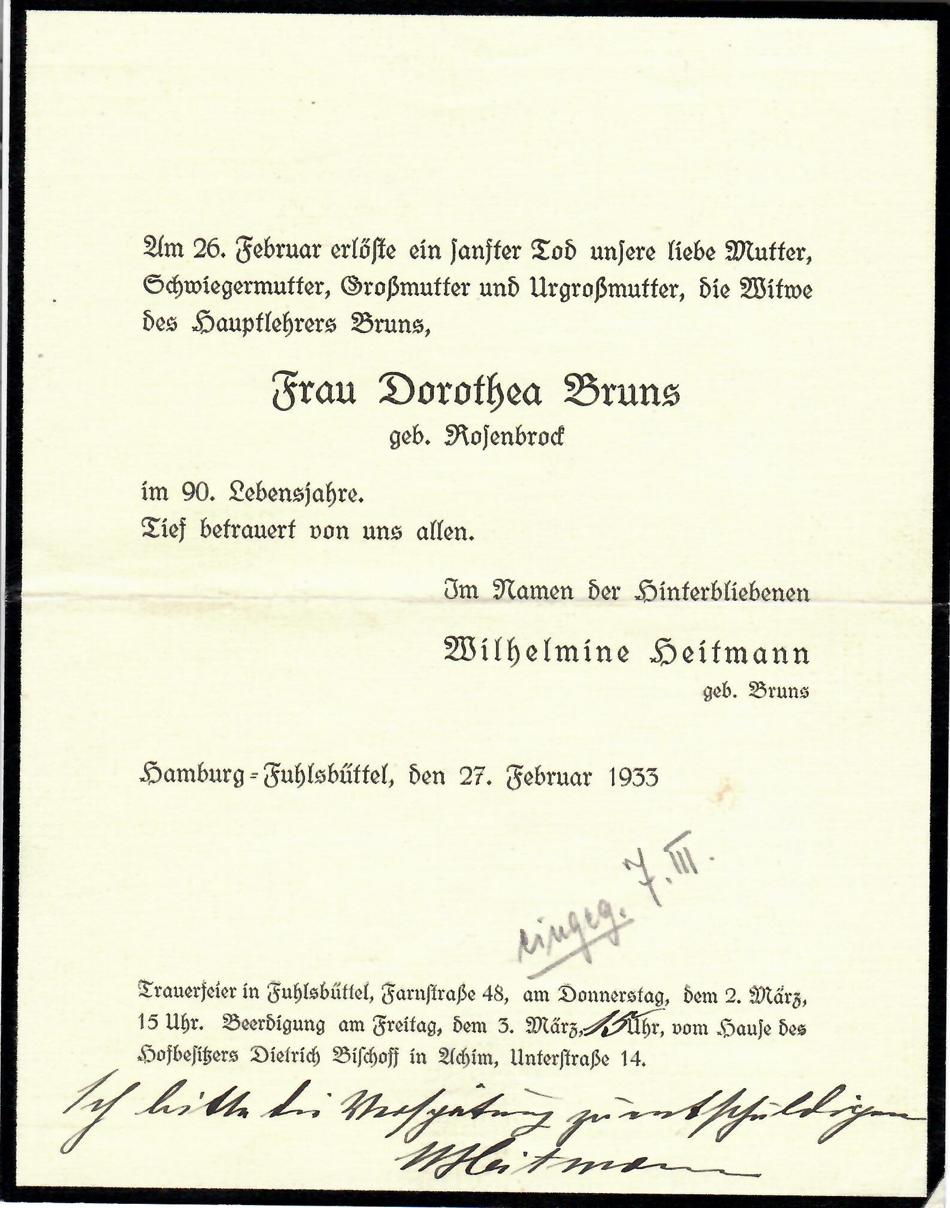 Am 26. Februar erlöste ein sanfter Tod unsere liebe Mutter,
Schwiegermutter, Großmutter und Urgroßmutter, die Witwe
des Hauptlehrers Bruns,
Frau Dorothea Bruns
geb. Rosenbrock
im 90. Lebensjahre.
Tief betrauert von uns allen.
Im Namen der Hinterbliebenen
Wilhelmine Heitmann
geb. Bruns
Hamburg-Fuhlsbüttel, den 27. Februar 1933
eingeg. 7. III.
Trauerfeier in Fuhlsbüttel, Farnstraße 48, am Donnerstag, dem 2. März,
15 Uhr. Beerdigung am Freitag, dem 3. März, 15 Uhr, vom Hause des
Hofbesitzers Dietrich Bischoff in Achim, Unterstraße 14.
Ich bitte die Verspätung zu entschuldigen
W Heitmann